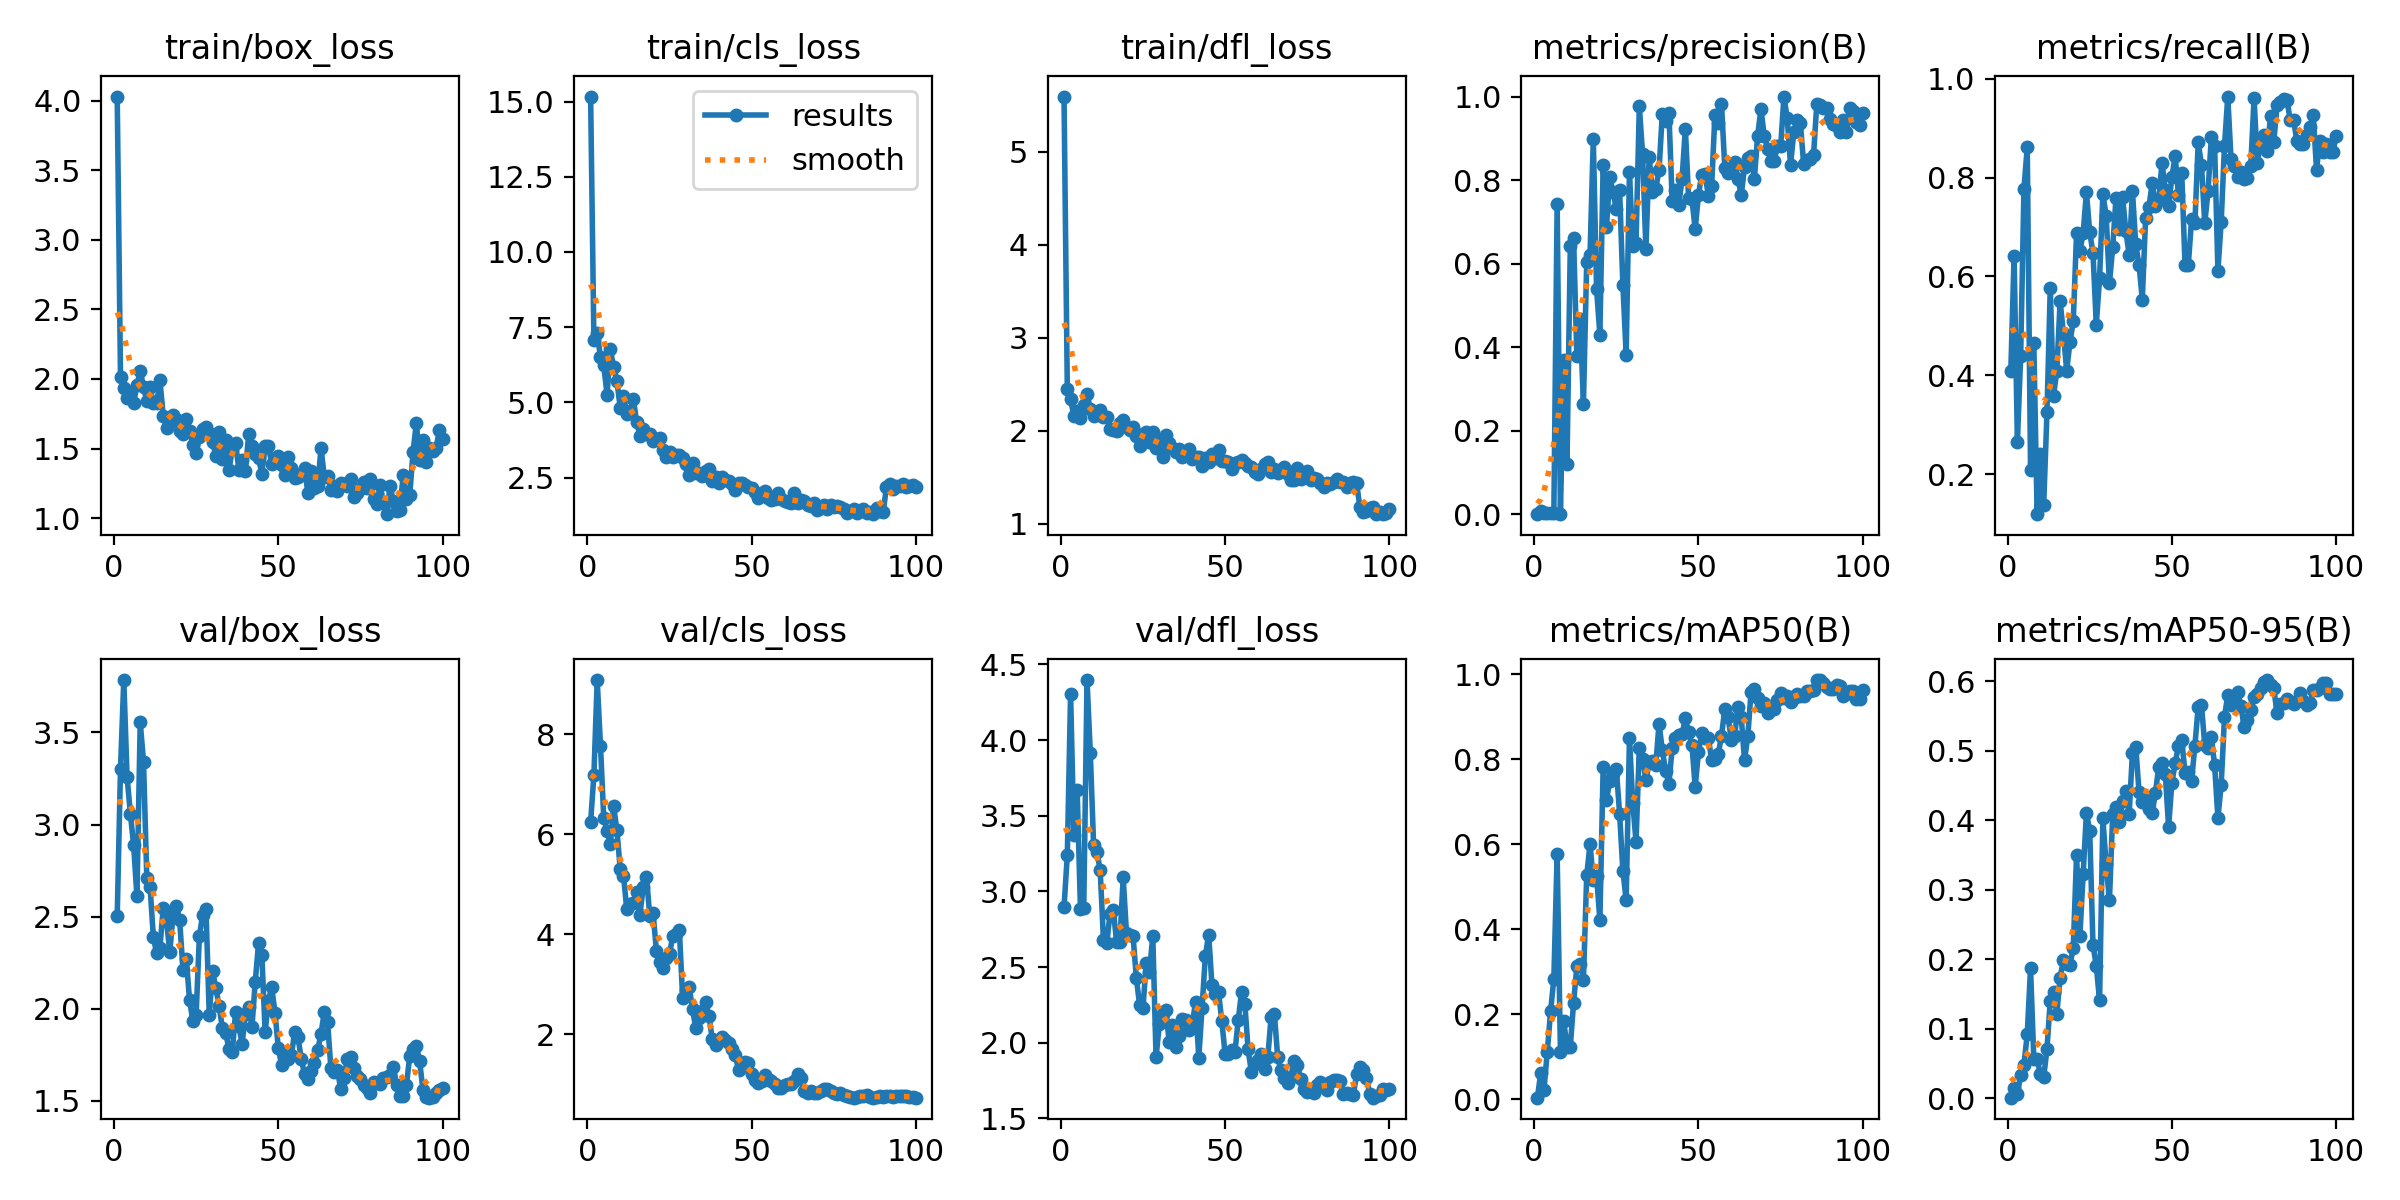 train/box_loss
4.0
3.5
3.0
2.5
2.0
1.5
1.0
0 50 100
train/cls_loss
results
smooth
15.0
12.5
10.0
7.5
5.0
2.5
0 50 100
train/dfl_loss
5
4
3
2
1
0 50 100
metrics/precision(B)
1.0
0.8
0.6
0.4
0.2
0.0
0 50 100
metrics/recall(B)
1.0
0.8
0.6
0.4
0.2
0 50 100
val/box_loss
3.5
3.0
2.5
2.0
1.5
0 50 100
val/cls_loss
8
6
4
2
0 50 100
val/dfl_loss
4.5
4.0
3.5
3.0
2.5
2.0
1.5
0 50 100
metrics/mAP50(B)
1.0
0.8
0.6
0.4
0.2
0.0
0 50 100
metrics/mAP50-95(B)
0.6
0.5
0.4
0.3
0.2
0.1
0.0
0 50 100